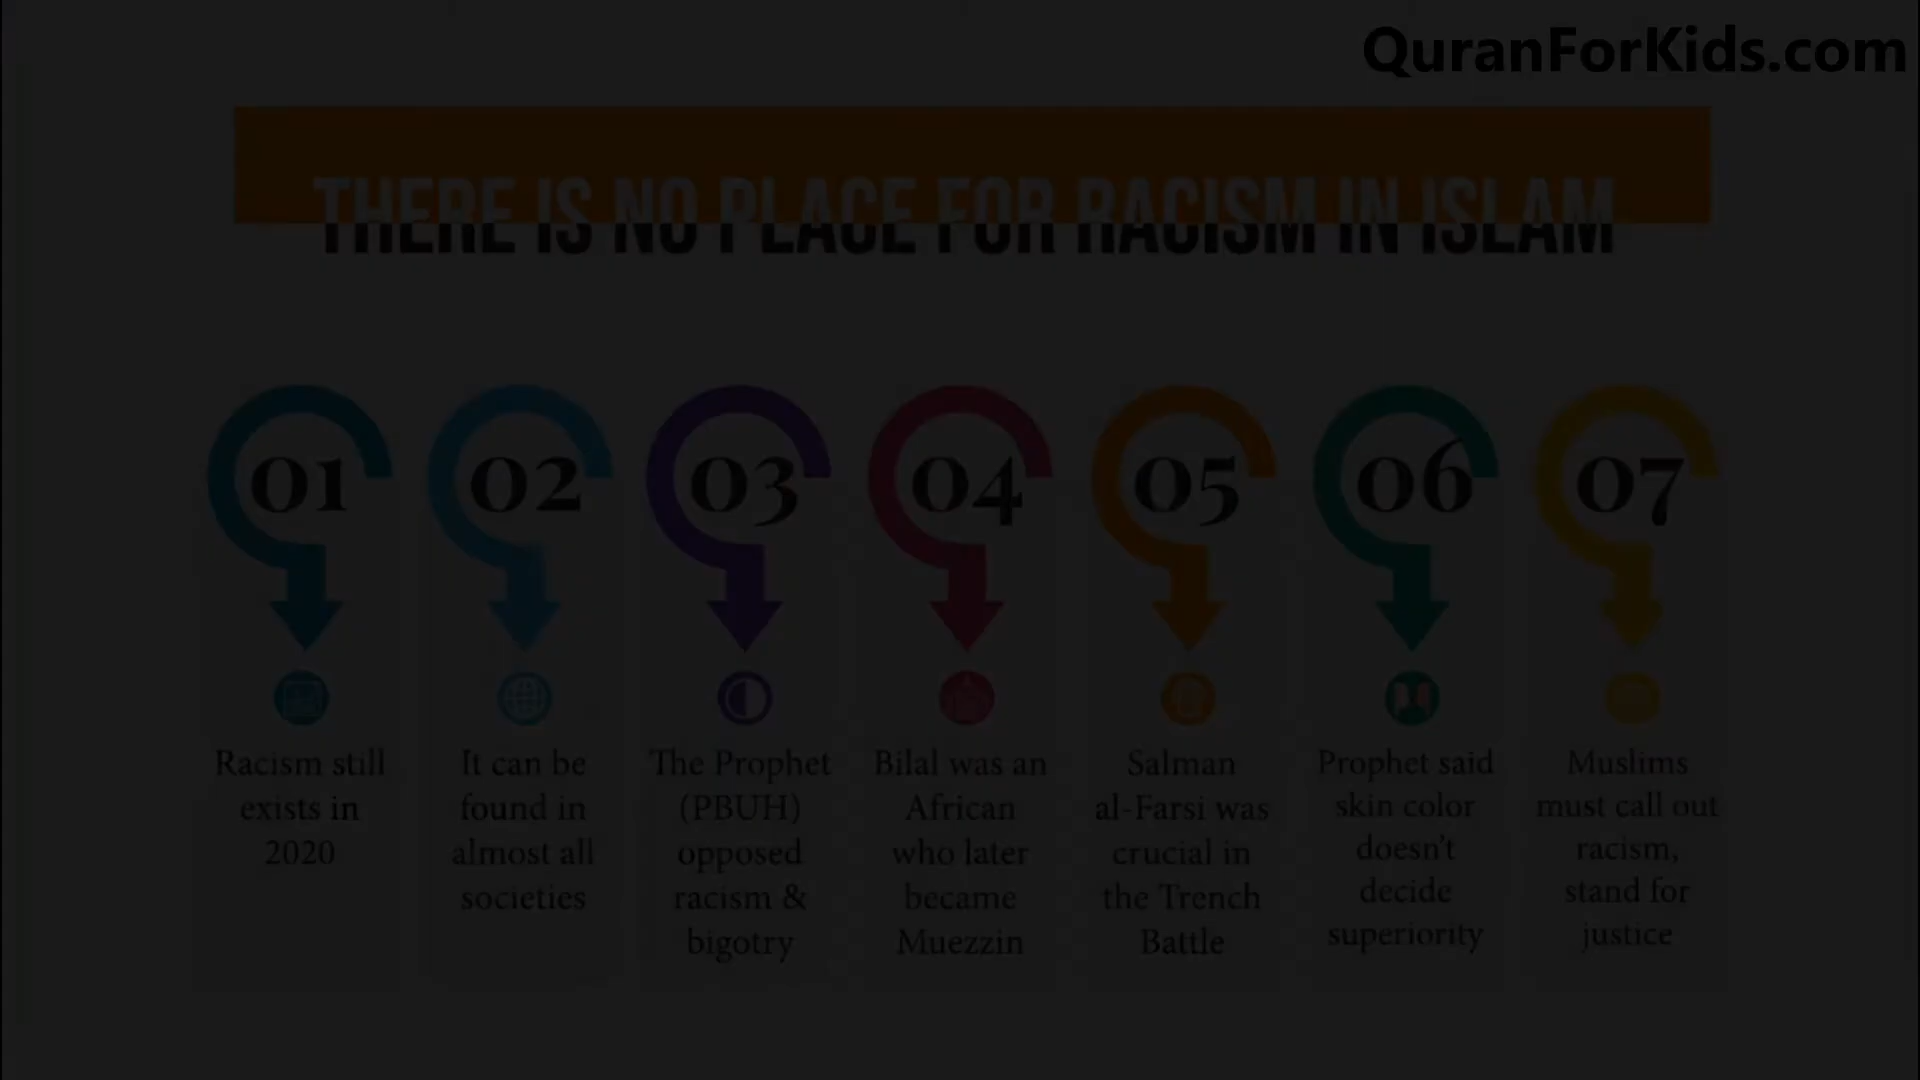 QuranForKids.com
THERE IS NO PLACE FOR RACISM IN ISLAM
01
02
03
04
05
06
07
Racism still
exists in
2020
It can be
found in
almost all
societies
The Prophet
(PBUH)
opposed
racism &
bigotry
Bilal was an
African
who later
became
Muezzin
Salman
al-Farsi was
crucial in
the Trench
Battle
Prophet said
skin color
doesn't
decide
superiority
Muslims
must call out
racism,
stand for
justice